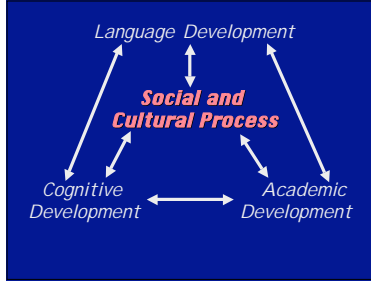 Language Development
Social and
Cultural Process
Cognitive
Development
Academic
Development